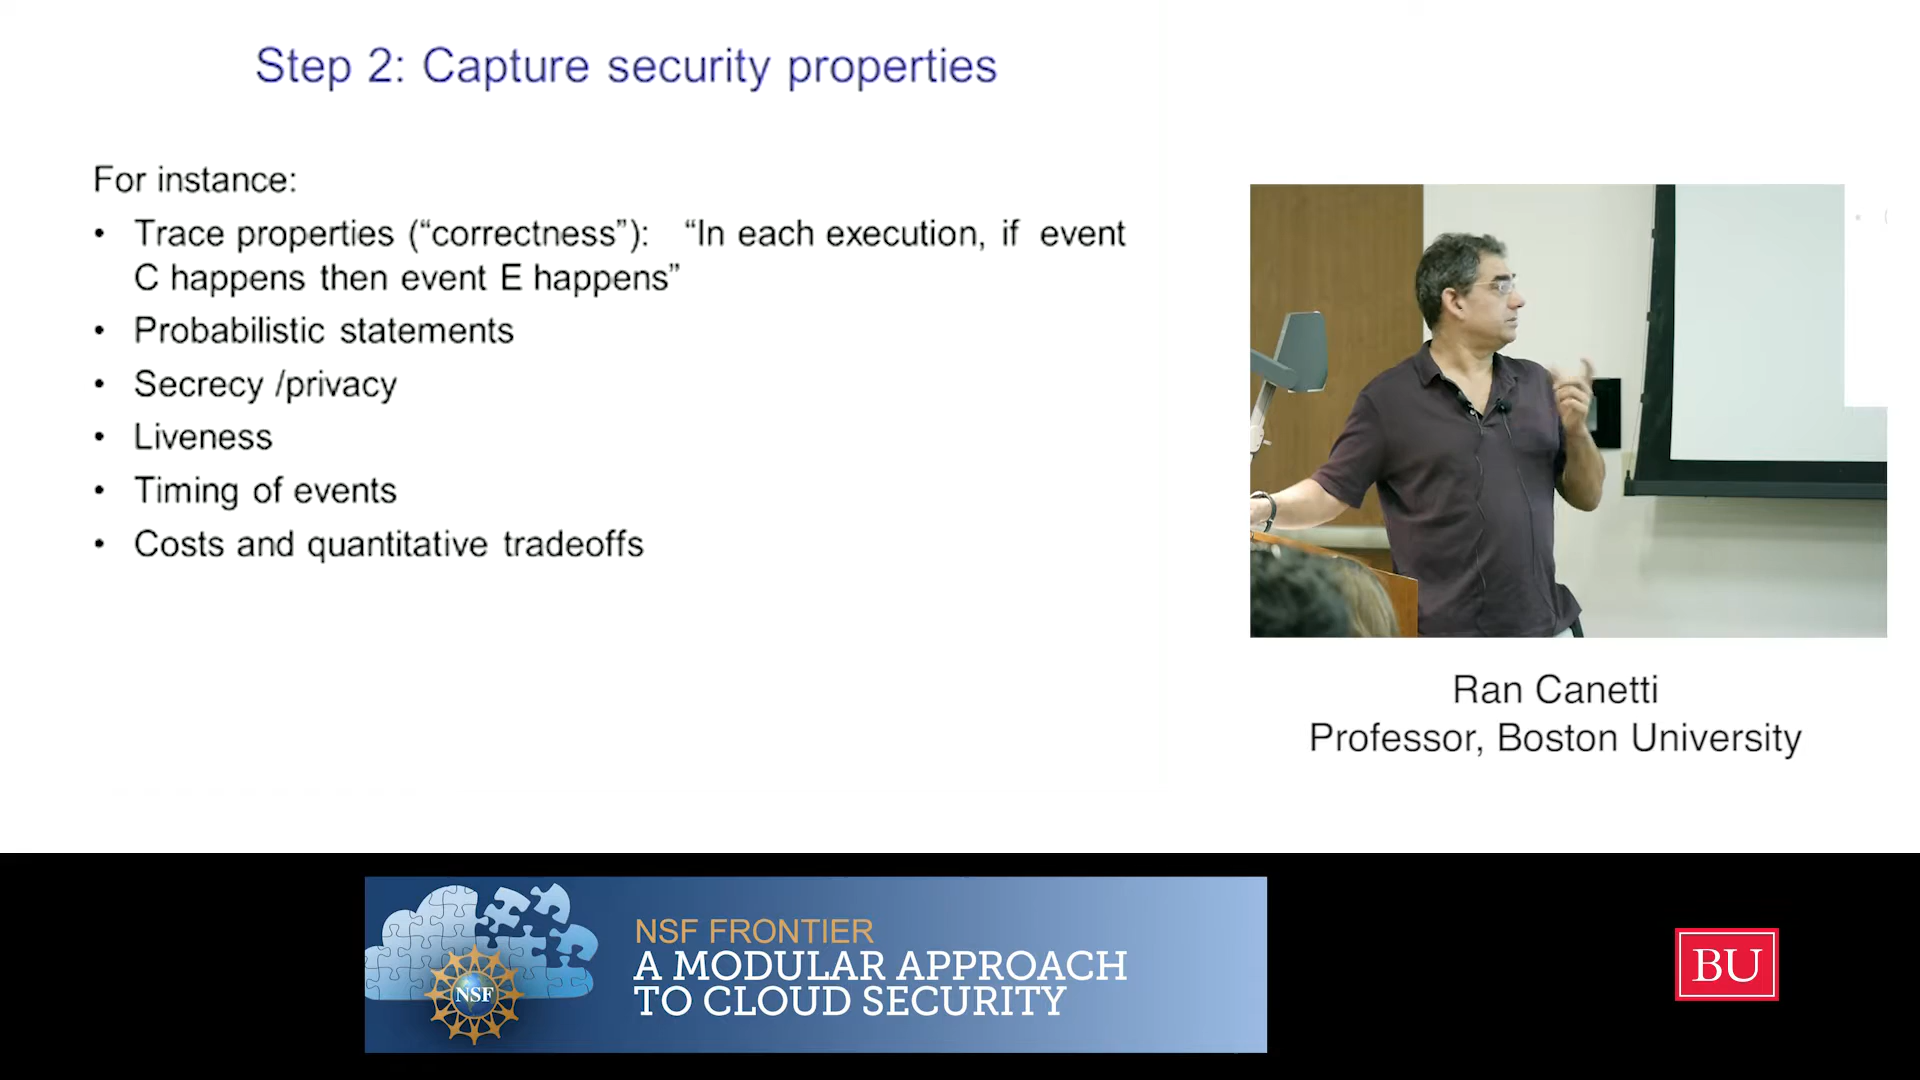 Step 2: Capture security properties
For instance:
• Trace properties (“correctness”): “In each execution, if event
C happens then event E happens”
• Probabilistic statements
• Secrecy /privacy
• Liveness
• Timing of events
• Costs and quantitative tradeoffs
Ran Canetti
Professor, Boston University
NSF FRONTIER
A MODULAR APPROACH
TO CLOUD SECURITY
NSF
BU